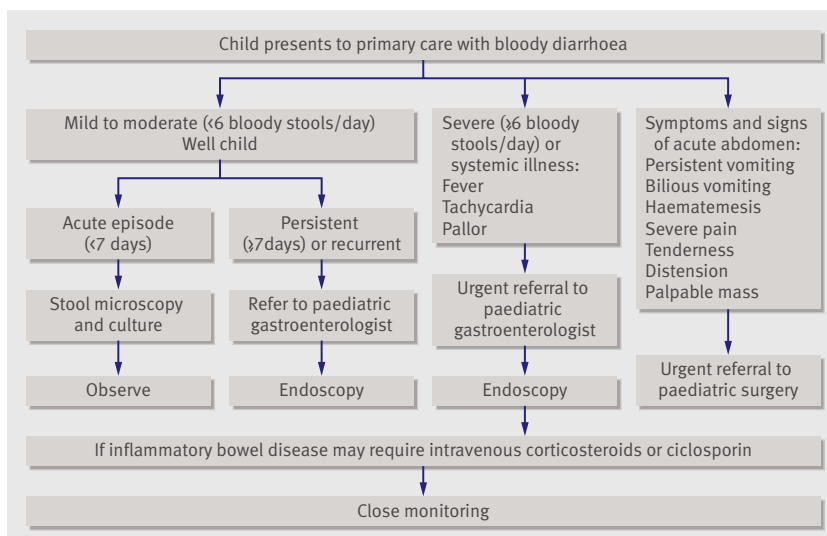 Child presents to primary care with bloody diarrhoea
Mild to moderate (<6 bloody stools/day)
Well child
Acute episode
(<7 days)
Stool microscopy
and culture
Observe
Persistent
(⩾7days) or recurrent
Refer to paediatric
gastroenterologist
Endoscopy
Severe (⩾6 bloody
stools/day) or
systemic illness:
Fever
Tachycardia
Pallor
Urgent referral to
paediatric
gastroenterologist
Endoscopy
Symptoms and signs
of acute abdomen:
Persistent vomiting
Bilious vomiting
Haematemesis
Severe pain
Tenderness
Distension
Palpable mass
Urgent referral to
paediatric surgery
If inflammatory bowel disease may require intravenous corticosteroids or ciclosporin
Close monitoring